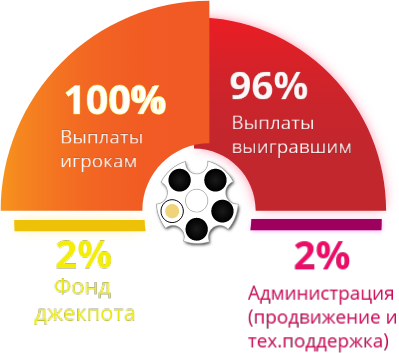 100%
Выплаты
игрокам
96%
Выплаты
выигравшим
2%
Фонд
джекпота
2%
Администрация
(продвижение и
тех.поддержка)